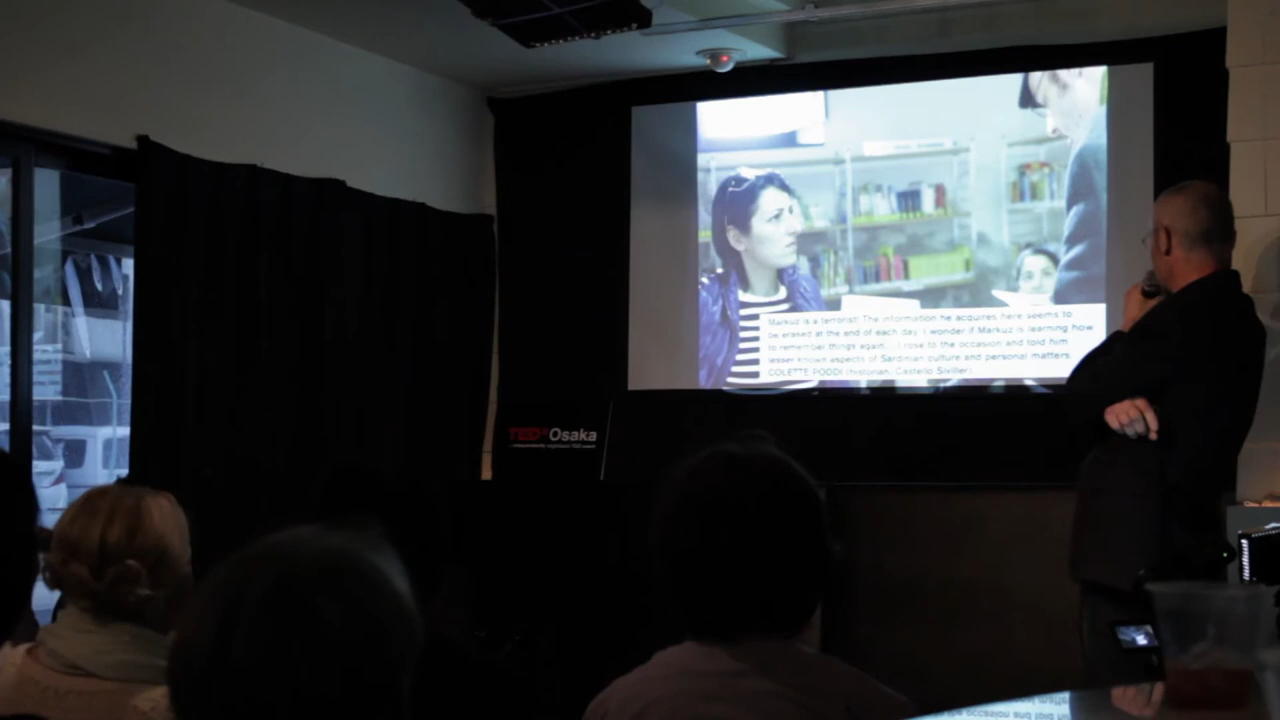 Markuz is a terrorist! The information he acquires here seems to
be erased at the end of each day. I wonder if Markuz is learning how
to remember things again... I rose to the occasion and told him
lesser known aspects of Sardinian culture and personal matters.
COLETTE PODDI (historian, Castello Siviller)
TEDxOsaka